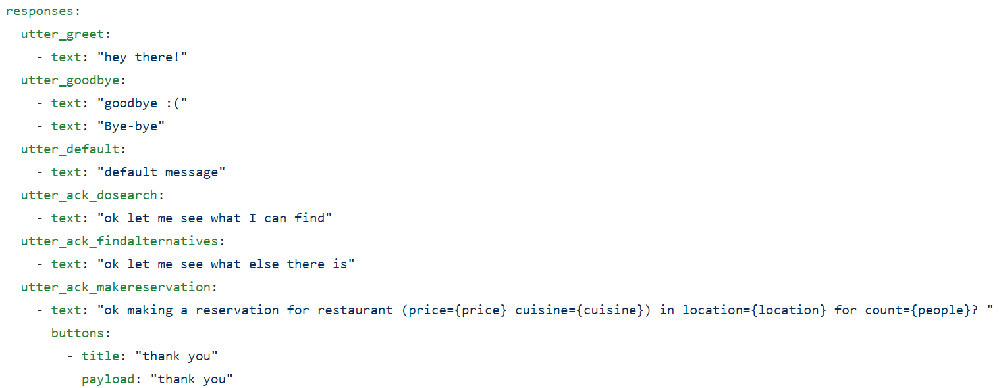 responses:
  utter_greet:
    - text: "hey there!"
  utter_goodbye:
    - text: "goodbye :("
    - text: "Bye-bye"
  utter_default:
    - text: "default message"
  utter_ack_dosearch:
    - text: "ok let me see what I can find"
  utter_ack_findalternatives:
    - text: "ok let me see what else there is"
  utter_ack_makereservation:
    - text: "ok making a reservation for restaurant (price={price} cuisine={cuisine}) in location={location} for count={people}? "
      buttons:
        - title: "thank you"
          payload: "thank you"